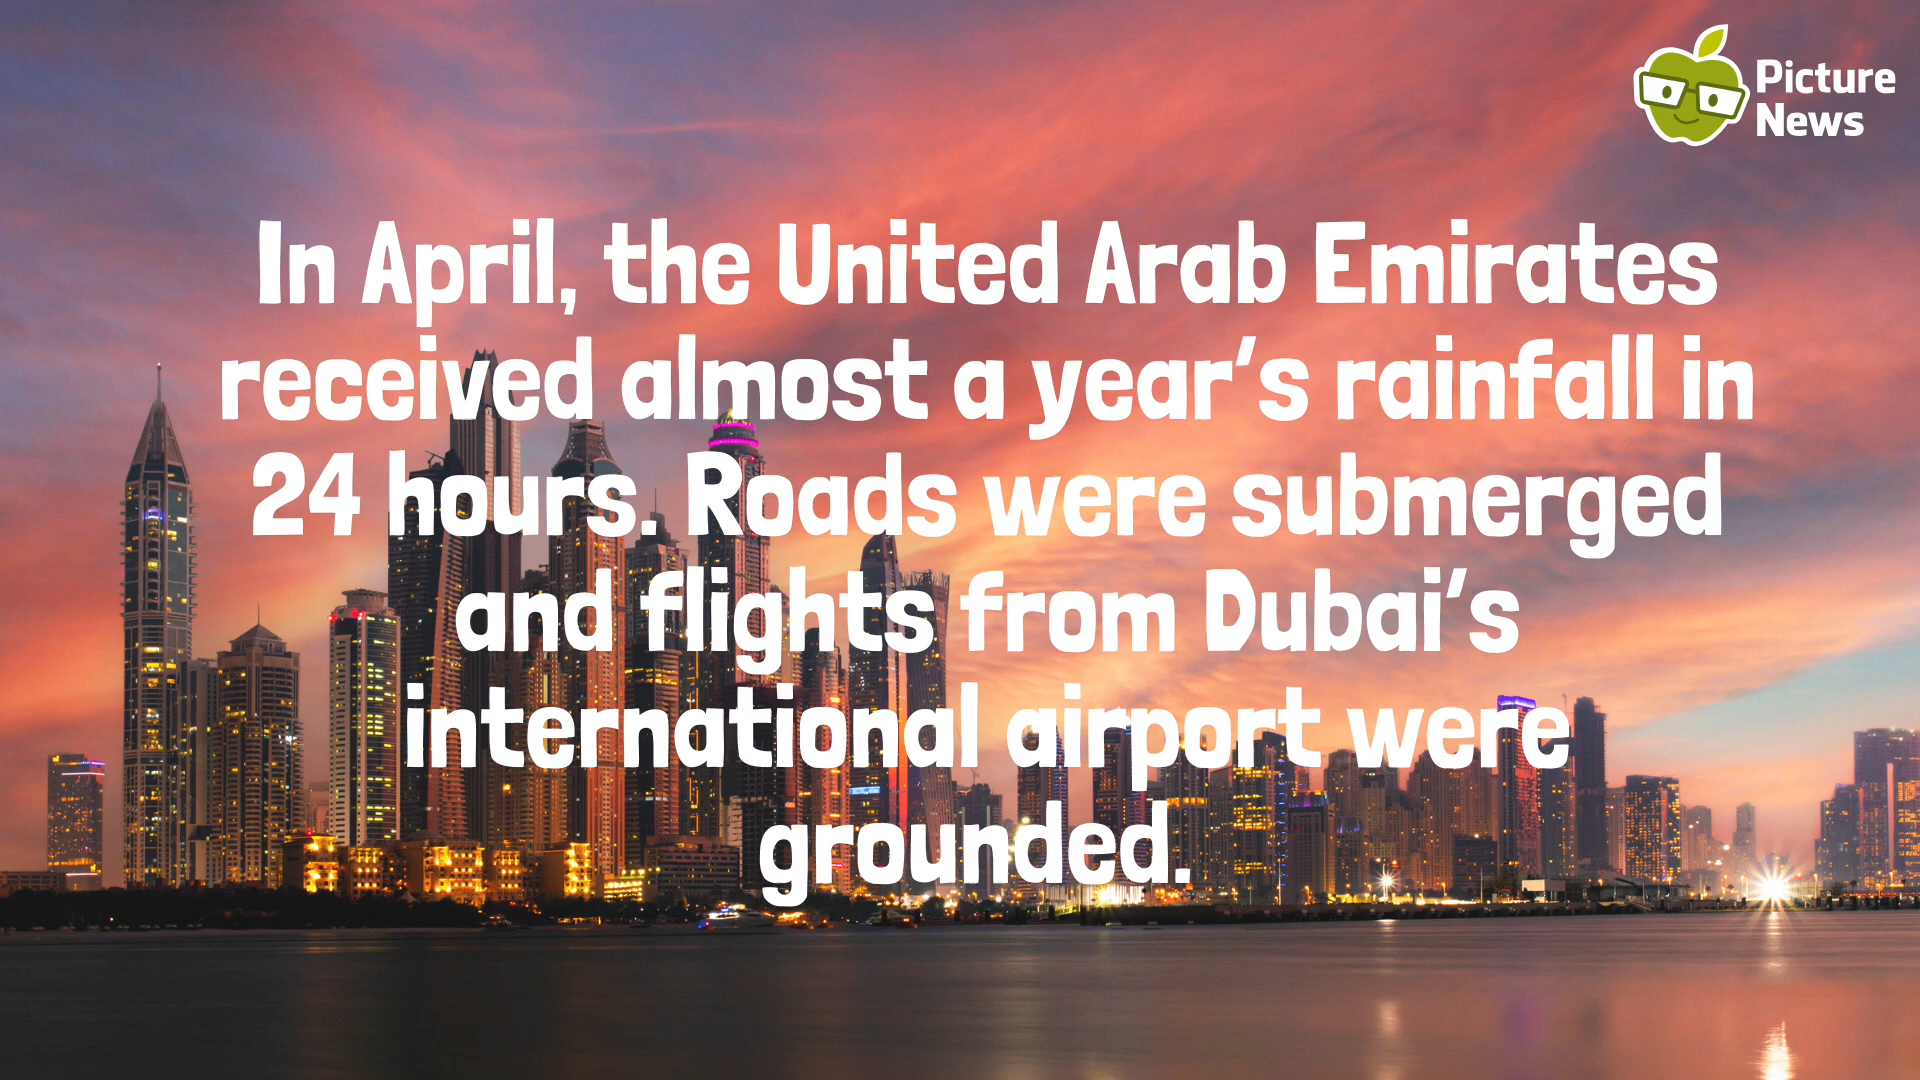 Picture
News
In April, the United Arab Emirates
received almost a year's rainfall in
24 hours. Roads were submerged
and flights from Dubai's
international airport were
grounded.